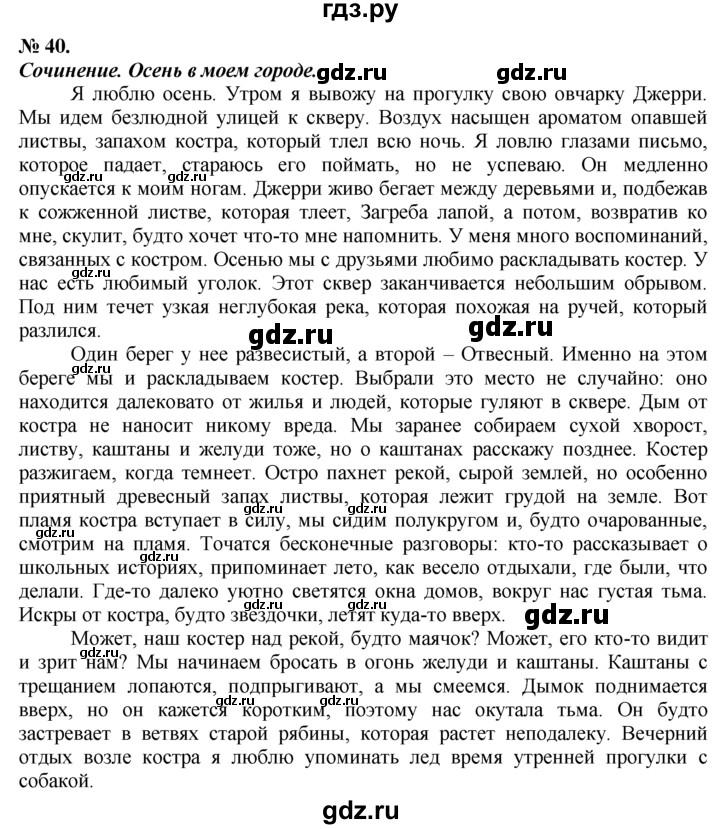 гдз.ру
№ 40.
Сочинение. Осень в моем городе.
gdz.ru
gdz.ru
Я люблю осень. Утром я вывожу на прогулку свою овчарку Джерри.
Мы идем безлюдной улицей к скверу. Воздух насыщен ароматом опавшей
листвы, запахом костра, который тлел всю ночь. Я ловлю глазами письмо,
которое падает, стараюсь его поймать, но не успеваю. Он медленно
опускается к моим ногам. Джерри живо бегает между деревьями и, подбежав
к сожженной листве, которая тлеет, Загреба лапой, а потом, возвратив ко
мне, скулит, будто хочет что-то мне напомнить. У меня много воспоминаний,
связанных с костром. Осенью мы с друзьями любимо раскладывать костер. У
нас есть любимый уголок. Этот сквер заканчивается небольшим обрывом.
Под ним течет узкая неглубокая река, которая похожая на ручей, который
разлился.
Один берег у нее развесистый, а второй – Отвесный. Именно на этом
береге мы и раскладываем костер. Выбрали это место не случайно: оно
находится далековато от жилья и людей, которые гуляют в сквере. Дым от
костра не наносит никому вреда. Мы заранее собираем сухой хворост,
листву, каштаны и желуди тоже, но о каштанах расскажу позднее. Костер
разжигаем, когда темнеет. Остро пахнет рекой, сырой землей, но особенно
приятный древесный запах листвы, которая лежит грудой на земле. Вот
пламя костра вступает в силу, мы сидим полукругом и, будто очарованные,
смотрим на пламя. Точатся бесконечные разговоры: кто-то рассказывает о
школьных историях, припоминает лето, как весело отдыхали, где были, что
делали. Где-то далеко уютно светятся окна домов, вокруг нас густая тьма.
Искры от костра, будто звездочки, летят куда-то вверх.
gdz.ru
Может, наш костер над рекой, будто маячок? Может, его кто-то видит
и зрит нам? Мы начинаем бросать в огонь желуди и каштаны. Каштаны с
трещанием лопаются, подпрыгивают, а мы смеемся. Дымок поднимается
вверх, но он кажется коротким, поэтому нас окутала тьма. Он будто
застревает в ветвях старой рябины, которая растет неподалеку. Вечерний
отдых возле костра я люблю упоминать лед время утренней прогулки с
собакой.
gdz.ru